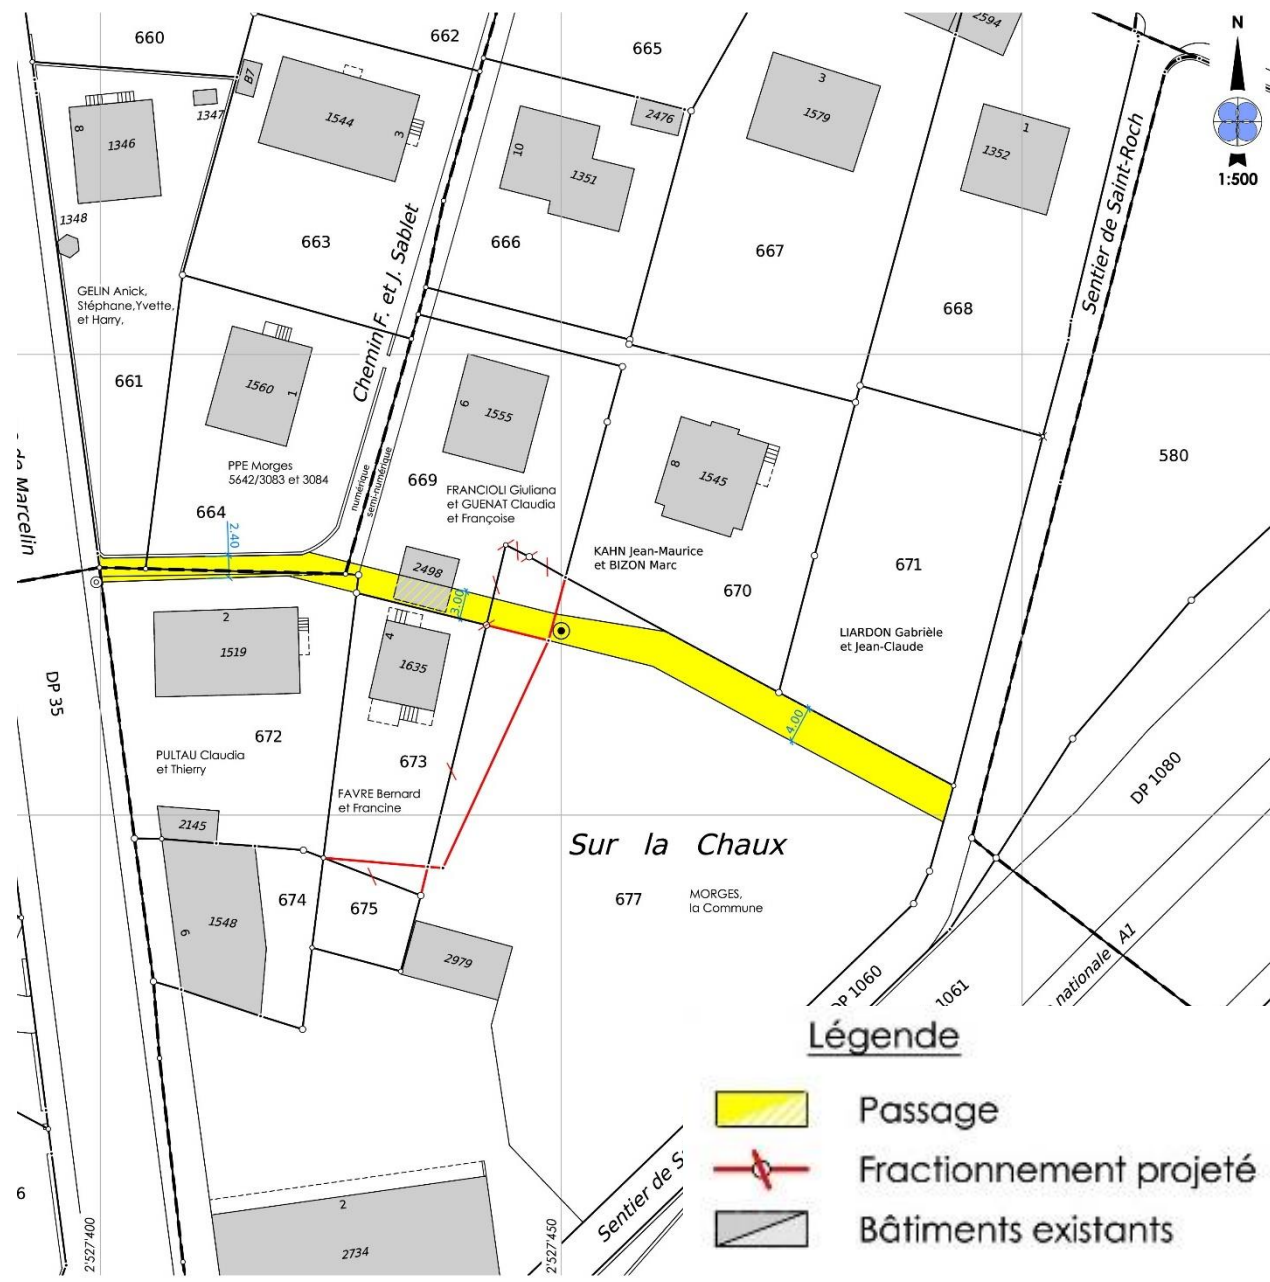 660
662
665
2594
N
1:500
B7
1347
8
1346
1348
1544
3
663
Chemin F. et J. Sablet
10
1351
2476
666
3
1579
667
1
1352
668
Sentier de Saint-Roch
GELIN Anick,
Stéphane,Yvette,
et Harry,
661
1560
1
PPE Morges
5642/3083 et 3084
664
2.40
numérique
semi-numérique
669
6
1555
FRANCIOLI Giuliana
et GUENAT Claudia
et Françoise
8
1545
KAHN Jean-Maurice
et BIZON Marc
670
671
580
LIARDON Gabrièle
et Jean-Claude
de Marcelin
DP 35
2498
3.00
4.00
2
1519
672
PULTAU Claudia
et Thierry
4
1635
673
FAVRE Bernard
et Francine
2145
674
675
1548
6
2979
Sur la Chaux
677
MORGES,
la Commune
DP 1080
DP 1060
1061
nationale A1
Légende
Passage
Fractionnement projeté
Bâtiments existants
6
2'527'400
2
2734
2'527'450
Sentier de S